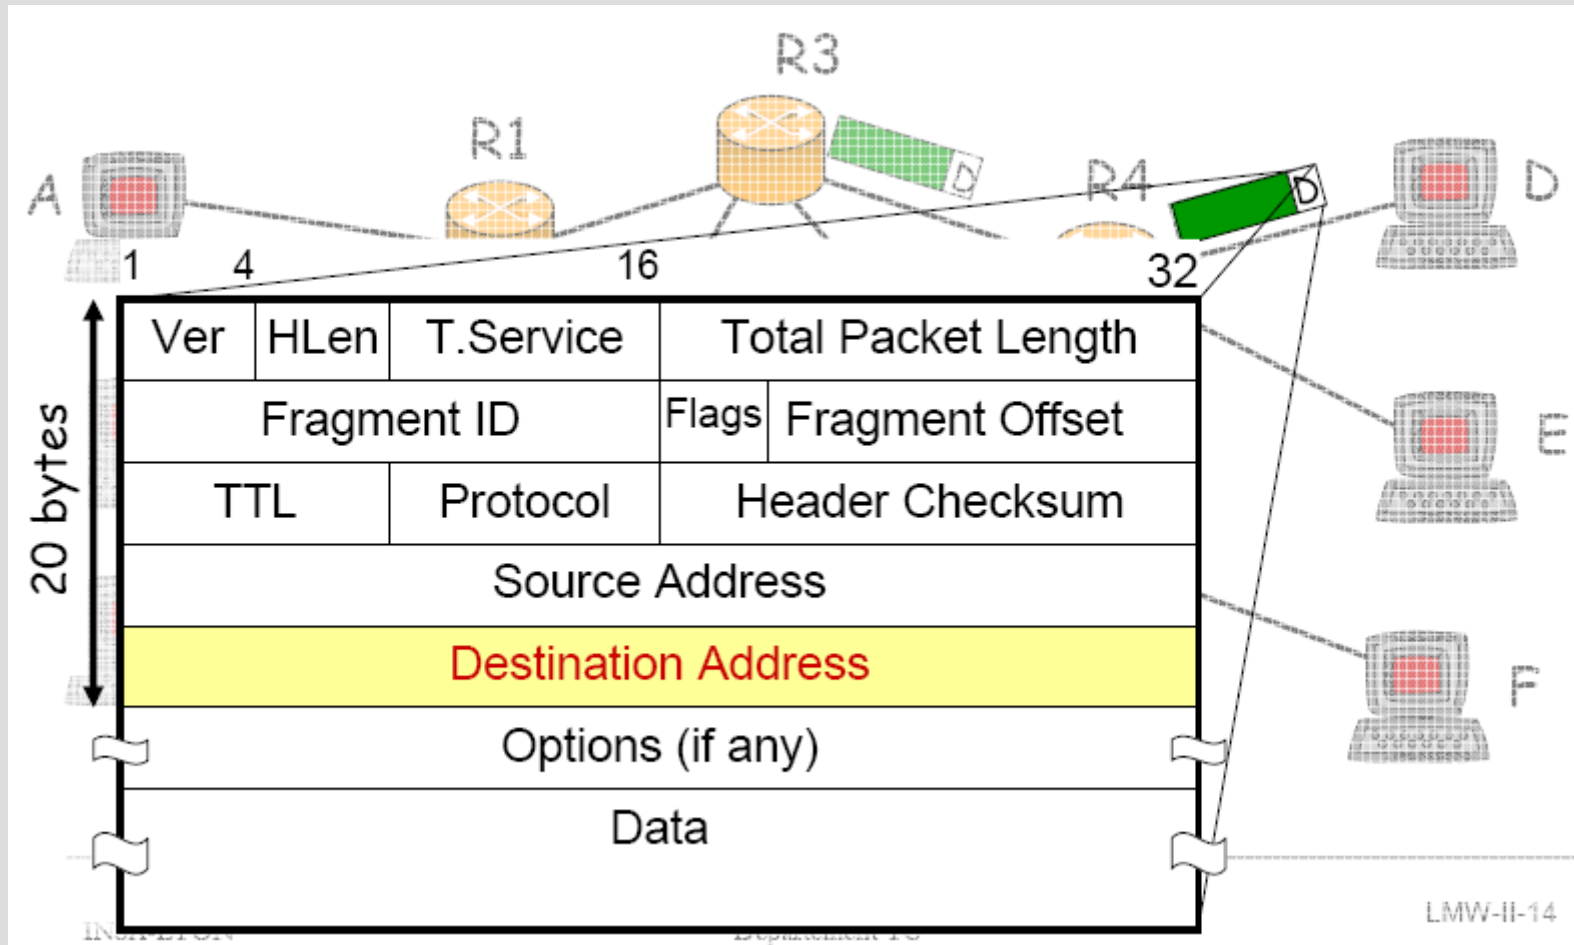 R3
R1
A
D
R4
D
D
1 4 16 32
Ver HLen T.Service Total Packet Length
Fragment ID Flags Fragment Offset
E
20 bytes
TTL Protocol Header Checksum
Source Address
Destination Address
F
Options (if any)
Data
LMW-II-14